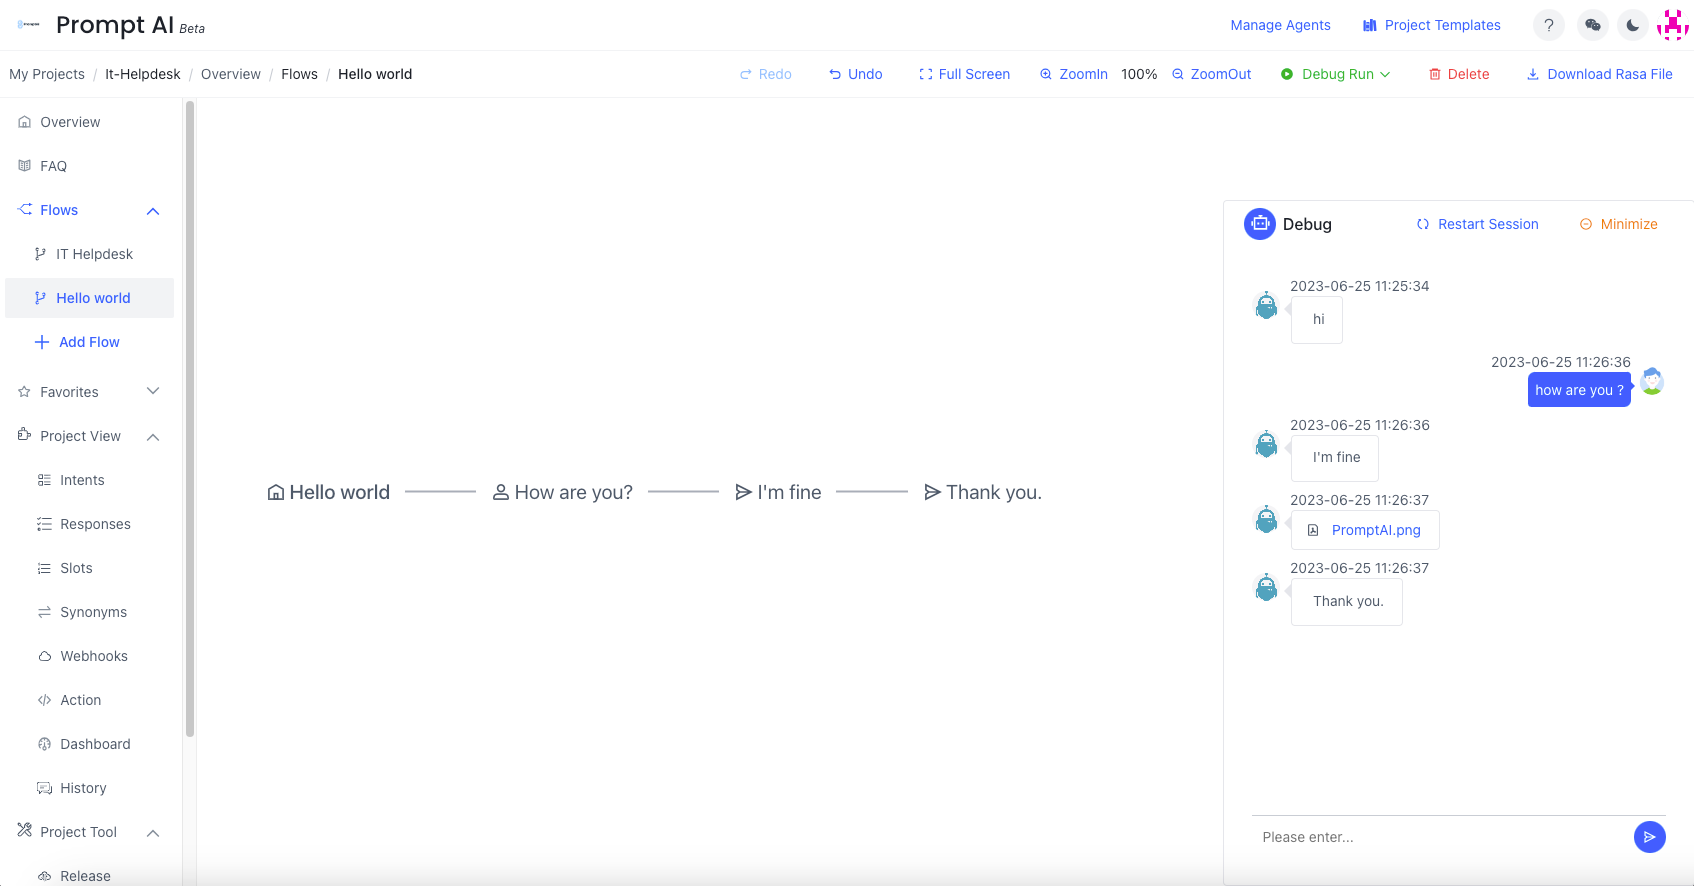 Prompt AI Beta
Manage Agents Project Templates ?
My Projects / It-Helpdesk / Overview / Flows / Hello world
Redo Undo Full Screen ZoomIn 100% ZoomOut Debug Run Delete Download Rasa File
Overview
FAQ
Flows
IT Helpdesk
Hello world
Add Flow
Favorites
Project View
Intents
Responses
Slots
Synonyms
Webhooks
Action
Dashboard
History
Project Tool
Release
Hello world How are you? I'm fine Thank you.
Debug Restart Session Minimize
2023-06-25 11:25:34
hi
2023-06-25 11:26:36
how are you ?
2023-06-25 11:26:36
I'm fine
2023-06-25 11:26:37
PromptAI.png
2023-06-25 11:26:37
Thank you.
Please enter...